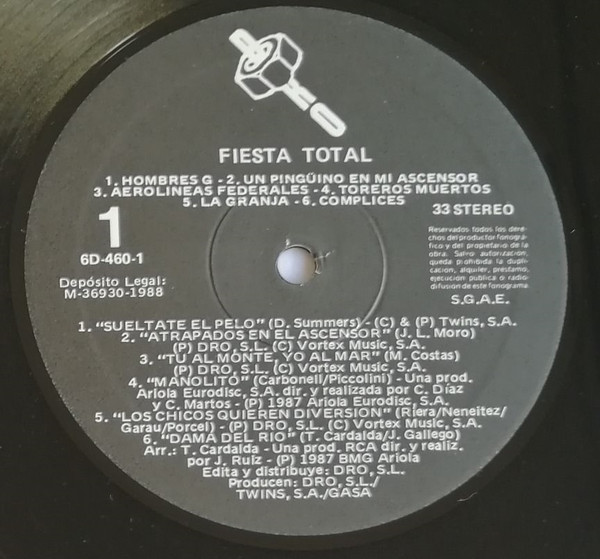 DRO
FIESTA TOTAL
1. HOMBRES G - 2. UN PINGÜINO EN MI ASCENSOR
3. AEROLINEAS FEDERALES - 4. TOREROS MUERTOS
5. LA GRANJA - 6. COMPLICES
1
6D-460-1
33 STEREO
Reservados todos los dere-
chos del productor fonográ-
fico y del propietario de la
obra. Salvo autorización,
queda prohibida la dupli-
cación, alquiler, préstamo,
ejecución pública o radio-
difusión de este fonograma
S.G.A.E.
Depósito Legal:
M-36930-1988
1. “SUELTATE EL PELO” (D. Summers) - (C) & (P) Twins, S.A.
2. “ATRAPADOS EN EL ASCENSOR” (J. L. Moro)
(P) DRO, S.L. (C) Vortex Music, S.A.
3. “TU AL MONTE, YO AL MAR” (M. Costas)
(P) DRO, S.L. (C) Vortex Music, S.A.
4. “MANOLITO” (Carbonell/Piccolini) - Una prod.
Ariola Eurodisc, S.A. dir. y realizada por C. Díaz
y C. Martos - (P) 1987 Ariola Eurodisc, S.A.
5. “LOS CHICOS QUIEREN DIVERSION” (Riera/Neneitez/
Garau/Porcel) - (P) DRO, S.L. (C) Vortex Music, S.A.
6. “DAMA DEL RIO” (T. Cardalda/J. Gallego)
Arr.: T. Cardalda - Una prod. RCA dir. y realiz.
por J. Ruiz - (P) 1987 BMG Ariola
Edita y distribuye: DRO, S.L.
Producen: DRO, S.L./
TWINS, S.A./GASA